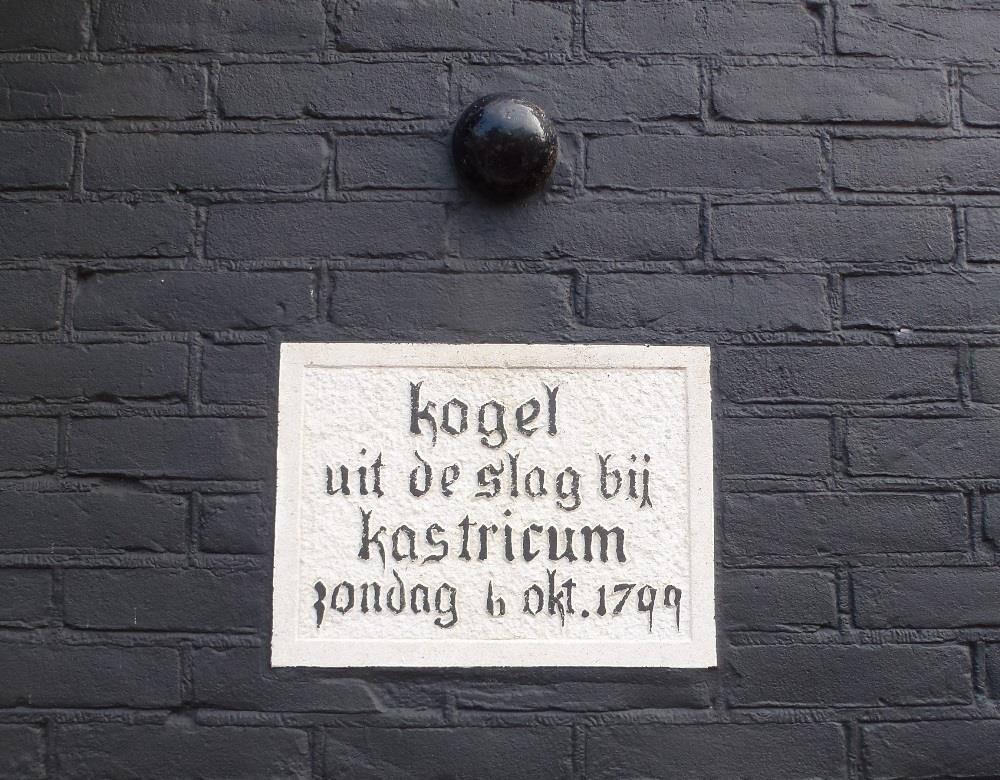 kogel
uit de slag bij
kastricum
zondag 6 okt. 1799